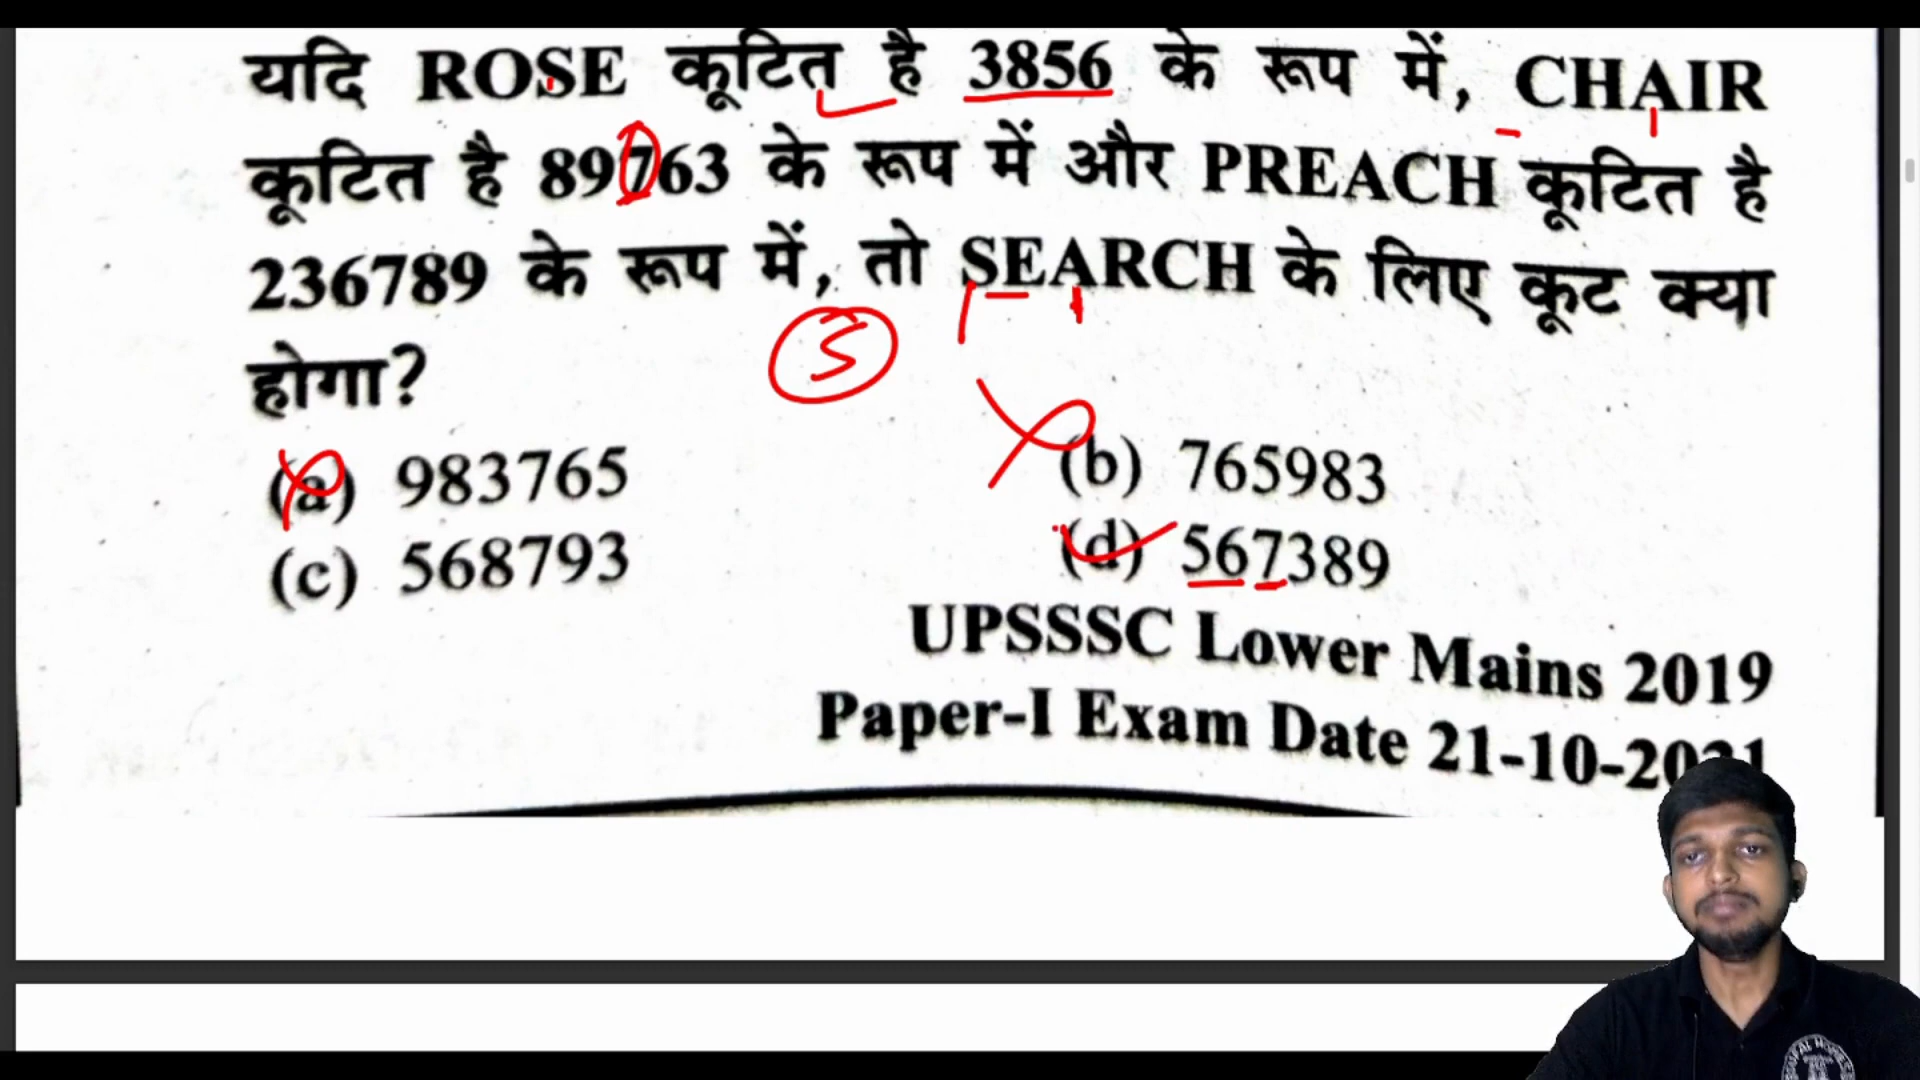 यदि ROSE कूटित है 3856 के रूप में, CHAIR
कूटित है 89763 के रूप में और PREACH कूटित है
236789 के रूप में, तो SEARCH के लिए कूट क्या
होगा?
5
(a) 983765
(b) 765983
(c) 568793
(d) 567389
UPSSSC Lower Mains 2019
Paper-I Exam Date 21-10-2021